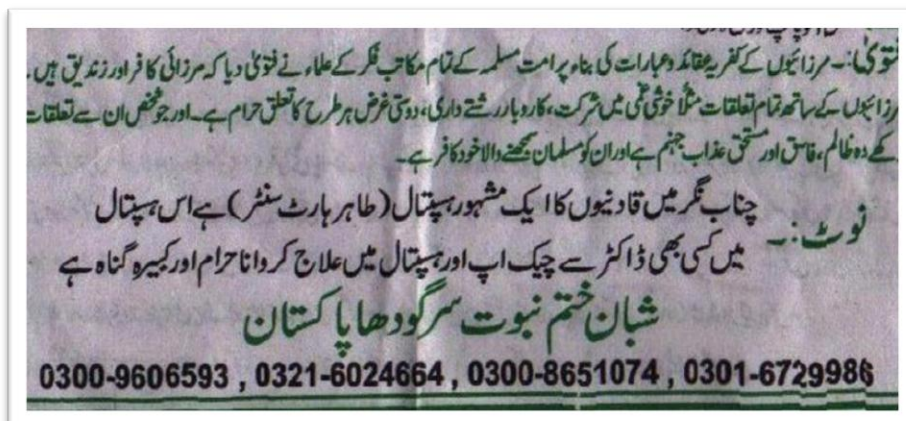 فتویٰ:۔ مرزائیوں کے کفریہ عقائد وعبارات کی بناء پر امت مسلمہ کے تمام مکاتب فکر کے علماء نے فتویٰ دیا کہ مرزائی کافر اور زندیق ہیں۔
رزائیوں کے ساتھ تمام تعلقات مثلاً خوشی غمی میں شرکت، کاروبار رشتے داری، دوستی غرض ہر طرح کا تعلق حرام ہے۔ اور جو شخص ان سے تعلقات
کھے وہ ظالم، فاسق اور مستحق عذاب جہنم ہے اور ان کو مسلمان سمجھنے والا خود کافر ہے۔
نوٹ:۔ چناب نگر میں قادنیوں کا ایک مشہور ہسپتال (طاہر ہارٹ سنٹر) ہے اس ہسپتال
میں کسی بھی ڈاکٹر سے چیک اپ اور ہسپتال میں علاج کروانا حرام اور کبیرہ گناہ ہے
شبان ختم نبوت سرگودھا پاکستان
0300-9606593 , 0321-6024664 , 0300-8651074 , 0301-6729986